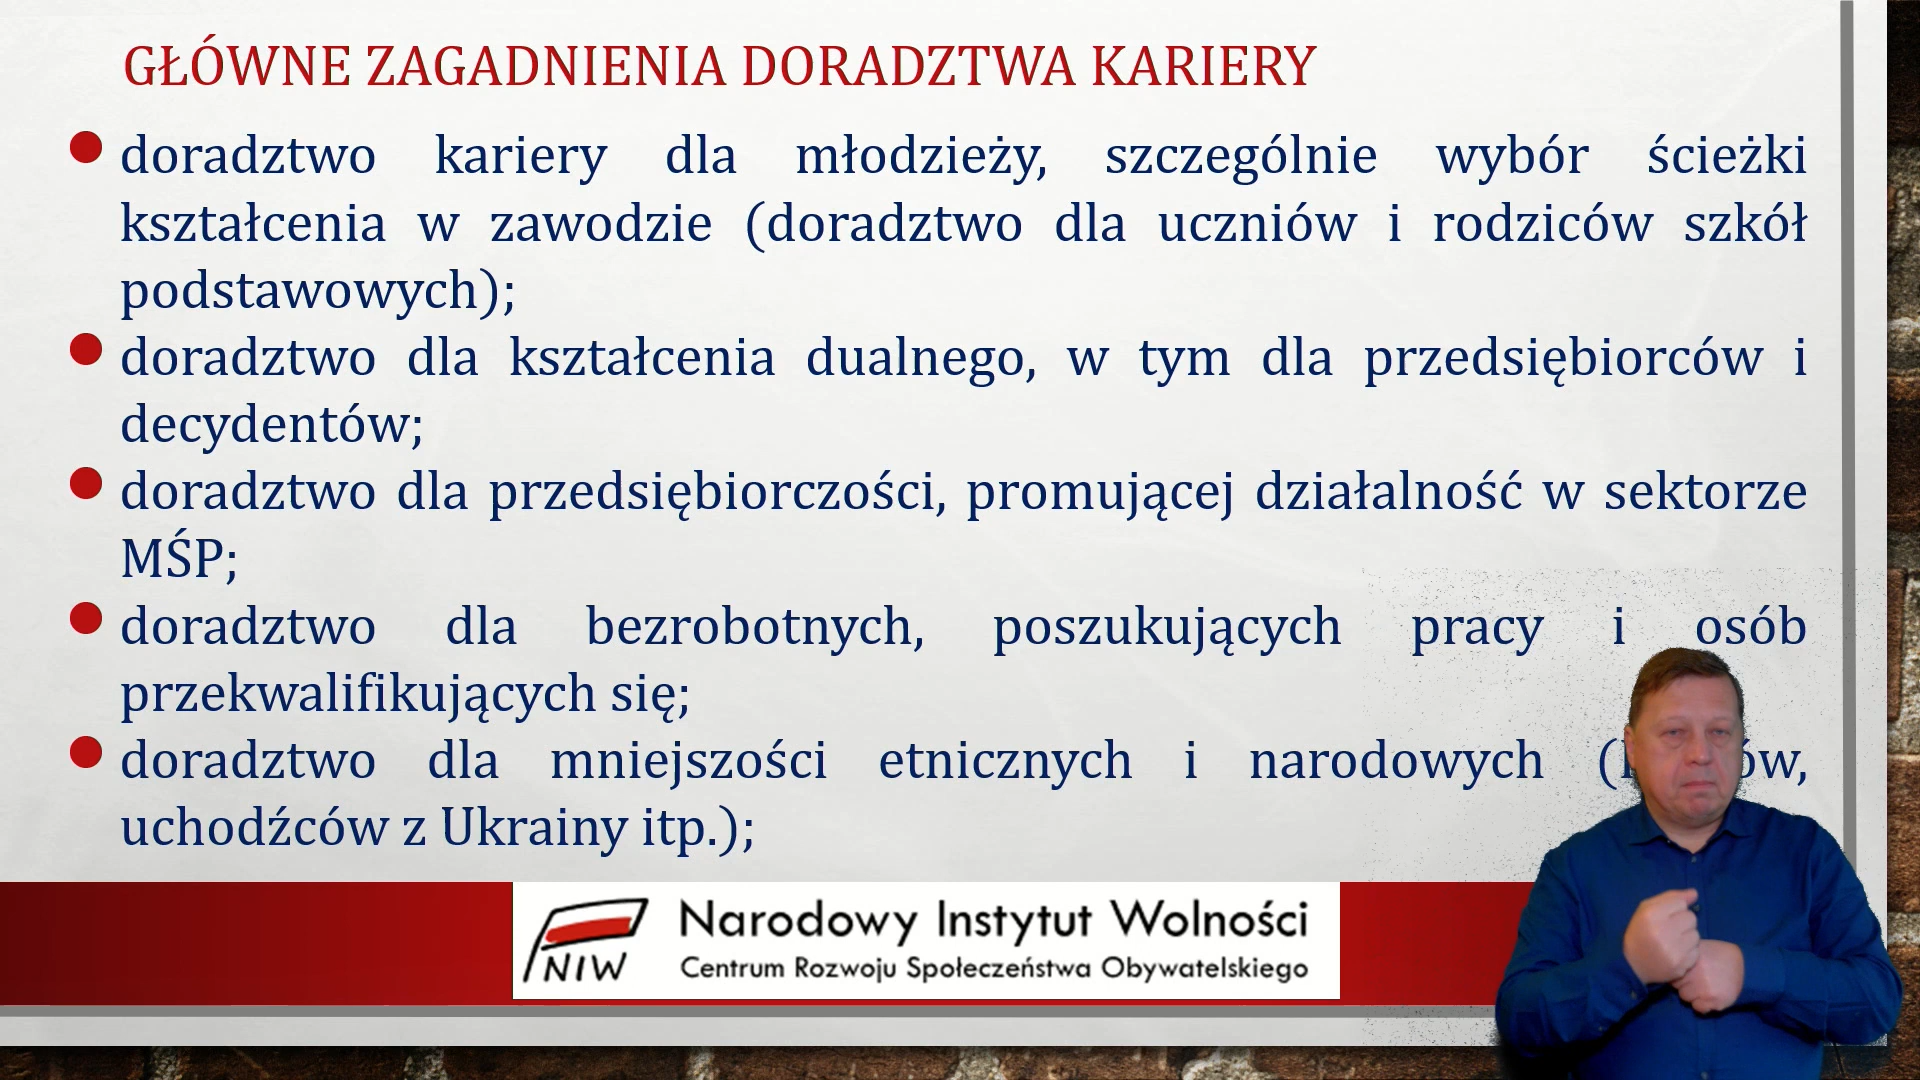 GŁÓWNE ZAGADNIENIA DORADZTWA KARIERY
doradztwo kariery dla młodzieży, szczególnie wybór ścieżki
kształcenia w zawodzie (doradztwo dla uczniów i rodziców szkół
podstawowych);
doradztwo dla kształcenia dualnego, w tym dla przedsiębiorców i
decydentów;
doradztwo dla przedsiębiorczości, promującej działalność w sektorze
MŚP;
doradztwo dla bezrobotnych, poszukujących pracy i osób
przekwalifikujących się;
doradztwo dla mniejszości etnicznych i narodowych
uchodźców z Ukrainy itp.);
NIW
Narodowy Instytut Wolności
Centrum Rozwoju Społeczeństwa Obywatelskiego